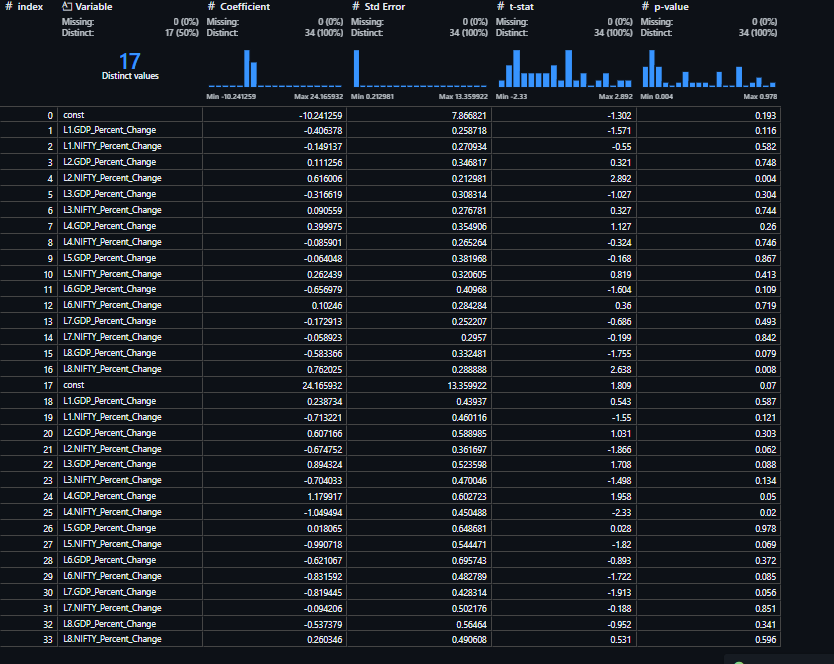 # index Variable # Coefficient # Std Error # t-stat # p-value
Missing: 0 (0%) Missing: 0 (0%) Missing: 0 (0%) Missing: 0 (0%) Missing: 0 (0%)
Distinct: 17 (50%) Distinct: 34 (100%) Distinct: 34 (100%) Distinct: 34 (100%) Distinct: 34 (100%)
17
Distinct values
Min -10.241259 Max 24.165932 Min 0.212981 Max 13.359922 Min -2.33 Max 2.892 Min 0.004 Max 0.978
0 const -10.241259 7.866821 -1.302 0.193
1 L1.GDP_Percent_Change -0.406378 0.258718 -1.571 0.116
2 L1.NIFTY_Percent_Change -0.149137 0.270934 -0.55 0.582
3 L2.GDP_Percent_Change 0.111256 0.346817 0.321 0.748
4 L2.NIFTY_Percent_Change 0.616006 0.212981 2.892 0.004
5 L3.GDP_Percent_Change -0.316619 0.308314 -1.027 0.304
6 L3.NIFTY_Percent_Change 0.090559 0.276781 0.327 0.744
7 L4.GDP_Percent_Change 0.399975 0.354906 1.127 0.26
8 L4.NIFTY_Percent_Change -0.085901 0.265264 -0.324 0.746
9 L5.GDP_Percent_Change -0.064048 0.381968 -0.168 0.867
10 L5.NIFTY_Percent_Change 0.262439 0.320605 0.819 0.413
11 L6.GDP_Percent_Change -0.656979 0.40968 -1.604 0.109
12 L6.NIFTY_Percent_Change 0.10246 0.284284 0.36 0.719
13 L7.GDP_Percent_Change -0.172913 0.252207 -0.686 0.493
14 L7.NIFTY_Percent_Change -0.058923 0.2957 -0.199 0.842
15 L8.GDP_Percent_Change -0.583366 0.332481 -1.755 0.079
16 L8.NIFTY_Percent_Change 0.762025 0.288888 2.638 0.008
17 const 24.165932 13.359922 1.809 0.07
18 L1.GDP_Percent_Change 0.238734 0.43937 0.543 0.587
19 L1.NIFTY_Percent_Change -0.713221 0.460116 -1.55 0.121
20 L2.GDP_Percent_Change 0.607166 0.588985 1.031 0.303
21 L2.NIFTY_Percent_Change -0.674752 0.361697 -1.866 0.062
22 L3.GDP_Percent_Change 0.894324 0.523598 1.708 0.088
23 L3.NIFTY_Percent_Change -0.704033 0.470046 -1.498 0.134
24 L4.GDP_Percent_Change 1.179917 0.602723 1.958 0.05
25 L4.NIFTY_Percent_Change -1.049494 0.450488 -2.33 0.02
26 L5.GDP_Percent_Change 0.018065 0.648681 0.028 0.978
27 L5.NIFTY_Percent_Change -0.990718 0.544471 -1.82 0.069
28 L6.GDP_Percent_Change -0.621067 0.695743 -0.893 0.372
29 L6.NIFTY_Percent_Change -0.831592 0.482789 -1.722 0.085
30 L7.GDP_Percent_Change -0.819445 0.428314 -1.913 0.056
31 L7.NIFTY_Percent_Change -0.094206 0.502176 -0.188 0.851
32 L8.GDP_Percent_Change -0.537379 0.56464 -0.952 0.341
33 L8.NIFTY_Percent_Change 0.260346 0.490608 0.531 0.596